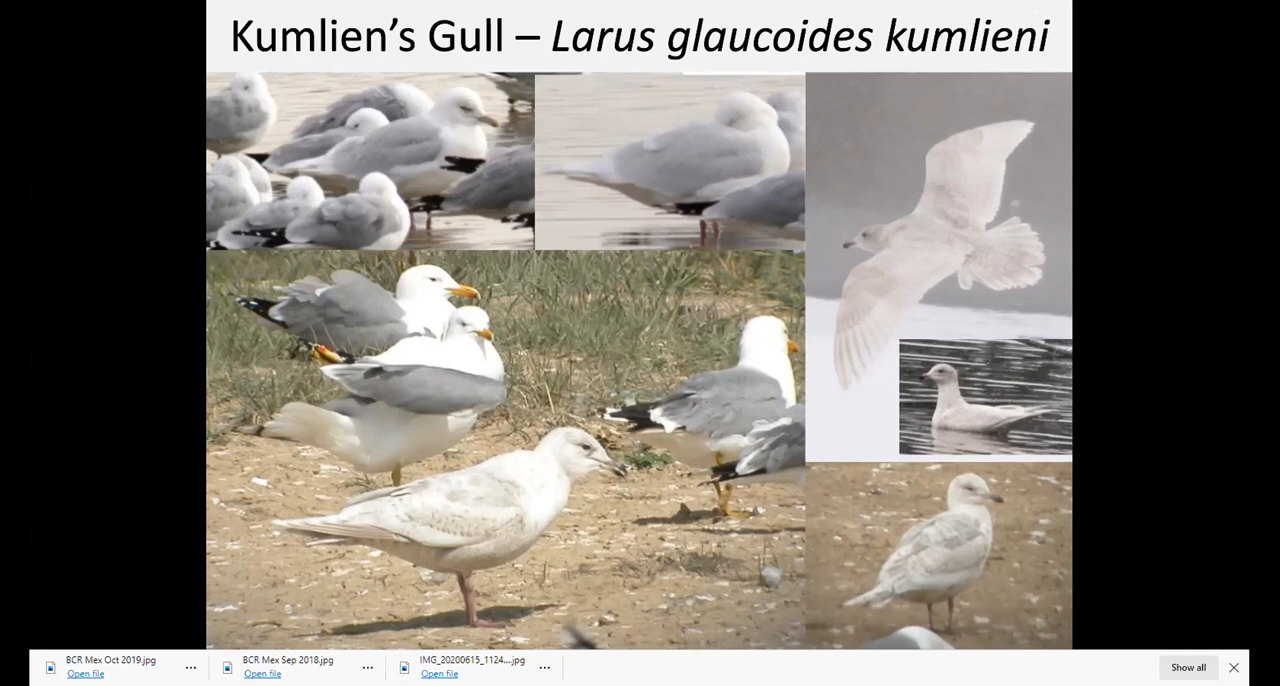 Kumlien's Gull – Larus glaucoides kumlieni
BCR Mex Oct 2019.jpg
Open file
BCR Mex Sep 2018.jpg
Open file
IMG_20200615_1124....jpg
Open file
Show all